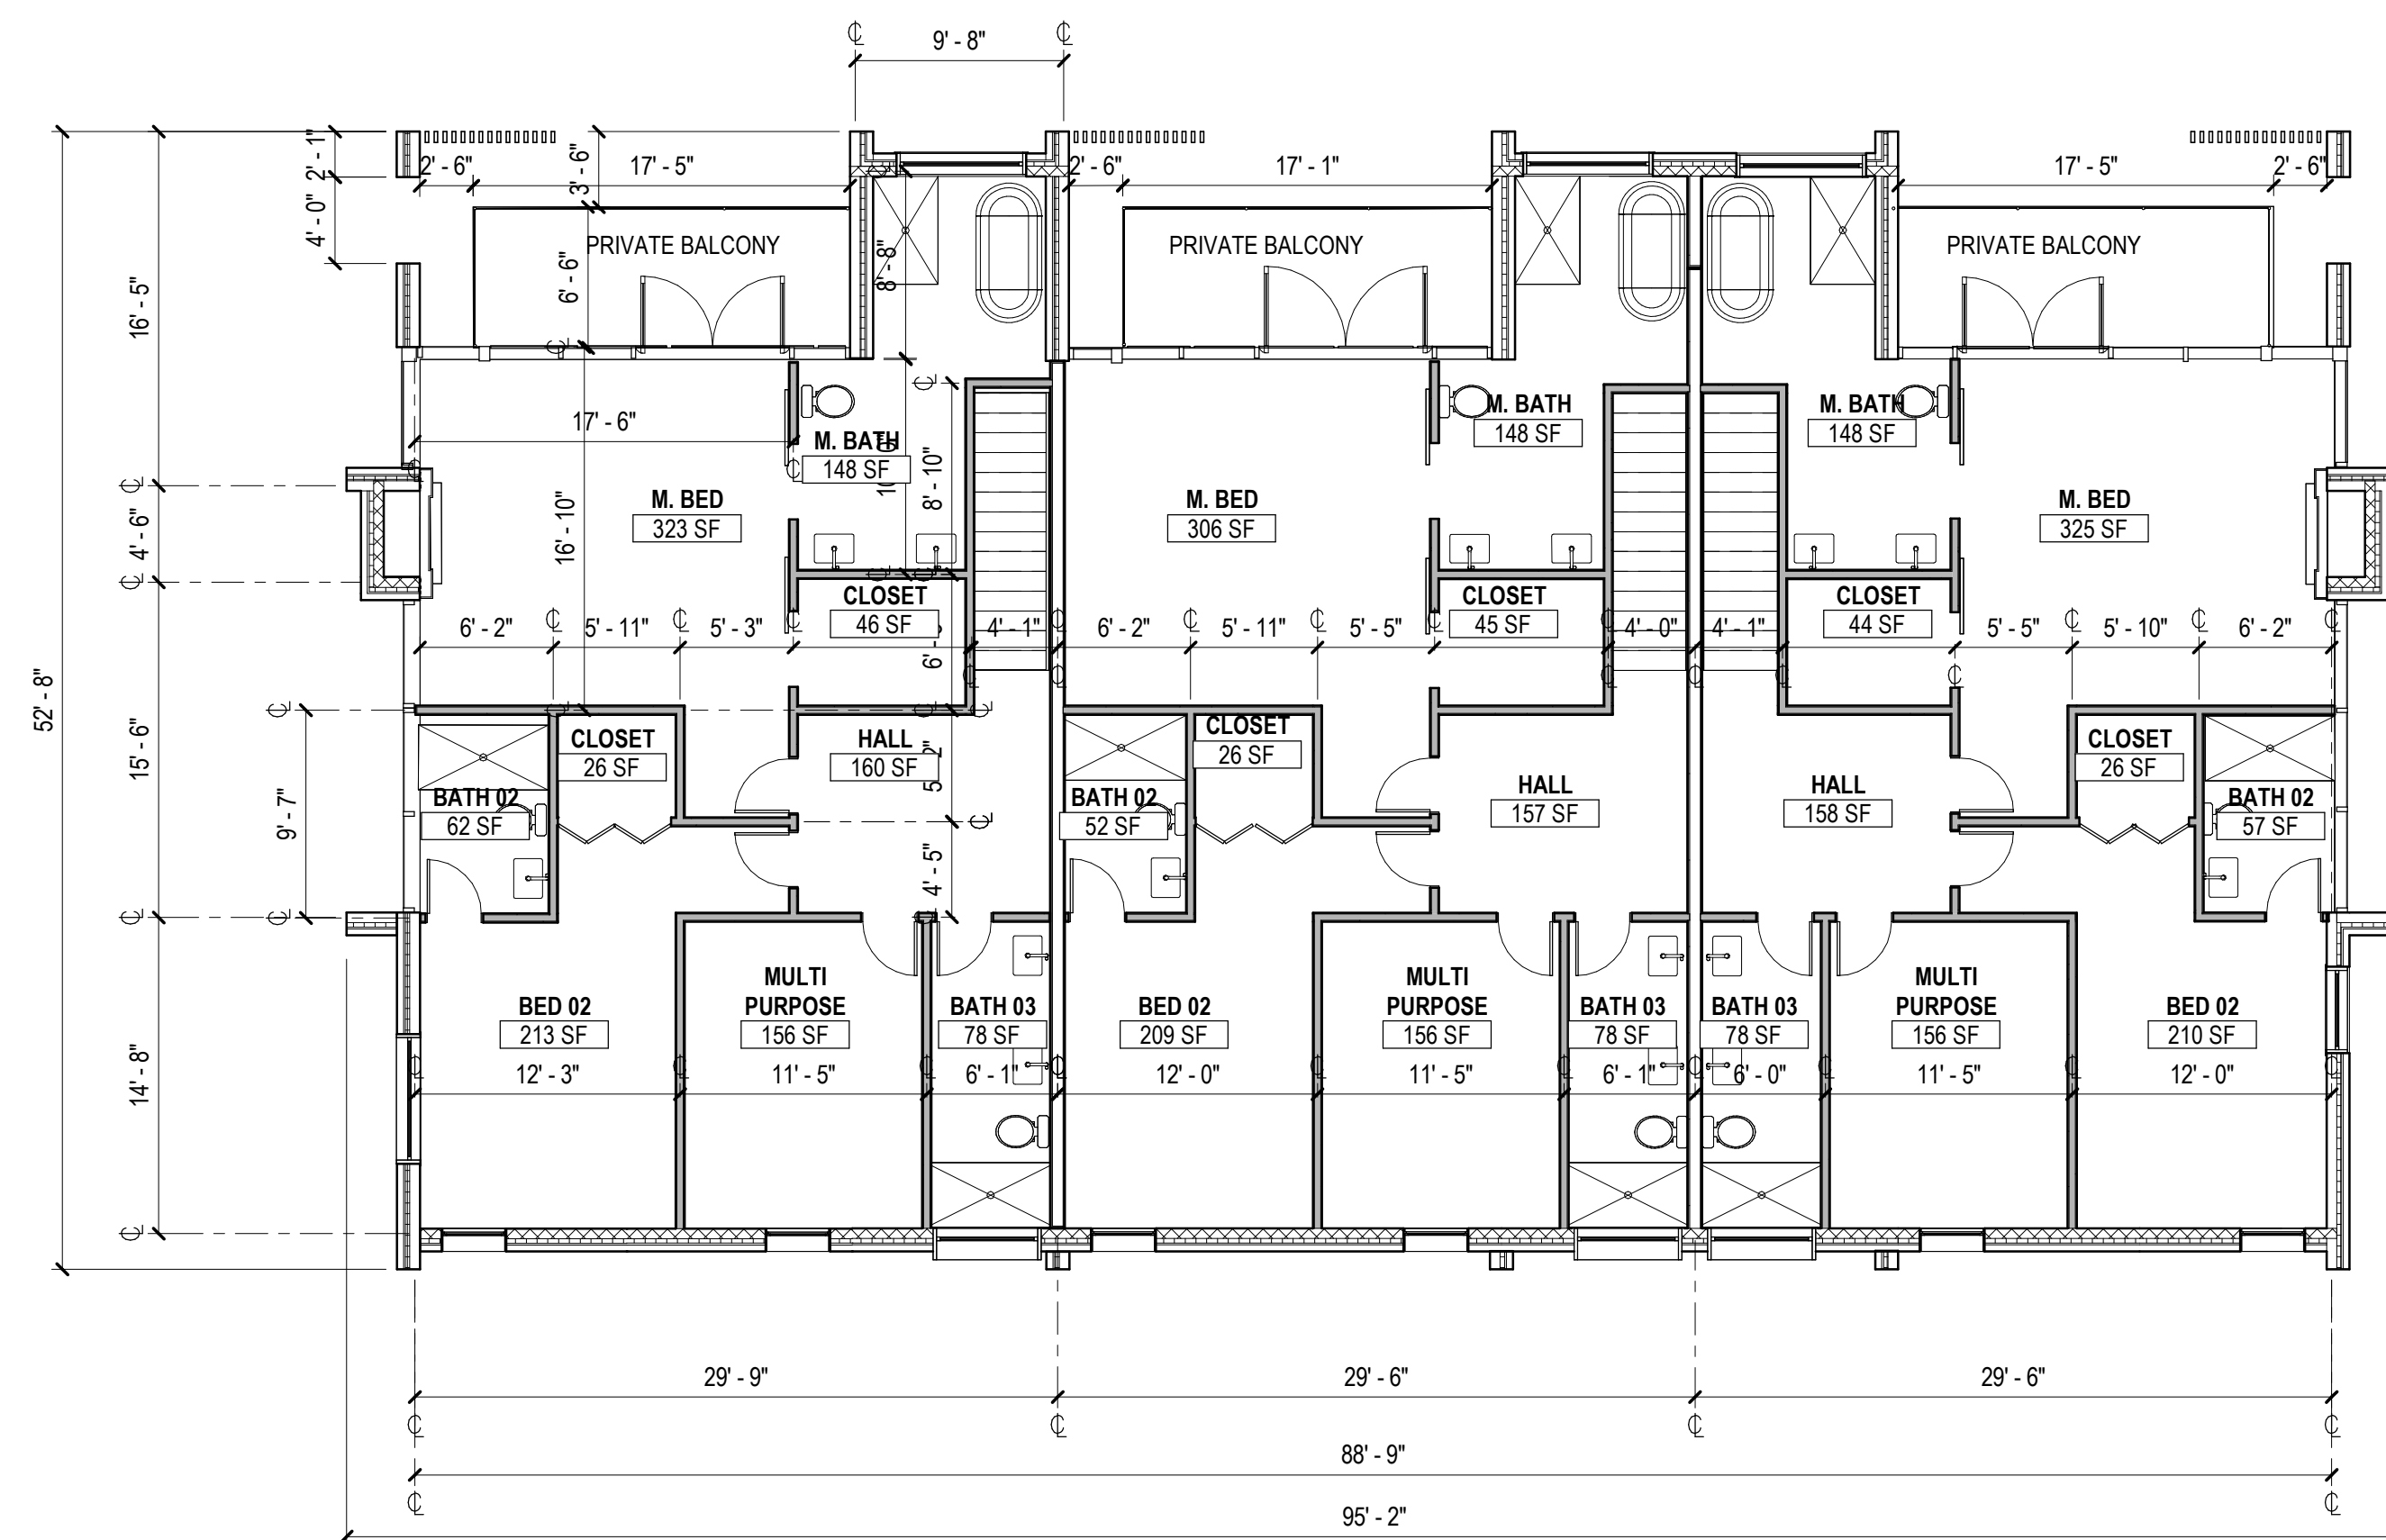 9' - 8"
2' - 6"
17' - 5"
3' - 6"
2' - 6"
17' - 1"
17' - 5"
2' - 6"
2' - 1"
4' - 0"
PRIVATE BALCONY
PRIVATE BALCONY
PRIVATE BALCONY
6' - 6"
8' - 8"
16' - 5"
17' - 6"
M. BATH
148 SF
M. BATH
148 SF
M. BATH
148 SF
8' - 10"
M. BED
323 SF
M. BED
306 SF
M. BED
325 SF
4' - 6"
16' - 10"
CLOSET
46 SF
CLOSET
45 SF
CLOSET
44 SF
6' - 2"
5' - 11"
5' - 3"
4' - 1"
6' - 2"
5' - 11"
5' - 5"
4' - 0"
4' - 1"
5' - 5"
5' - 10"
6' - 2"
52' - 8"
15' - 6"
9' - 7"
CLOSET
26 SF
HALL
160 SF
5' - 2"
CLOSET
26 SF
HALL
157 SF
HALL
158 SF
CLOSET
26 SF
BATH 02
62 SF
BATH 02
52 SF
BATH 02
57 SF
4' - 5"
14' - 8"
BED 02
213 SF
MULTI
PURPOSE
156 SF
BATH 03
78 SF
BED 02
209 SF
MULTI
PURPOSE
156 SF
BATH 03
78 SF
BATH 03
78 SF
MULTI
PURPOSE
156 SF
BED 02
210 SF
12' - 3"
11' - 5"
6' - 1"
12' - 0"
11' - 5"
6' - 1"
6' - 0"
11' - 5"
12' - 0"
29' - 9"
29' - 6"
29' - 6"
88' - 9"
95' - 2"